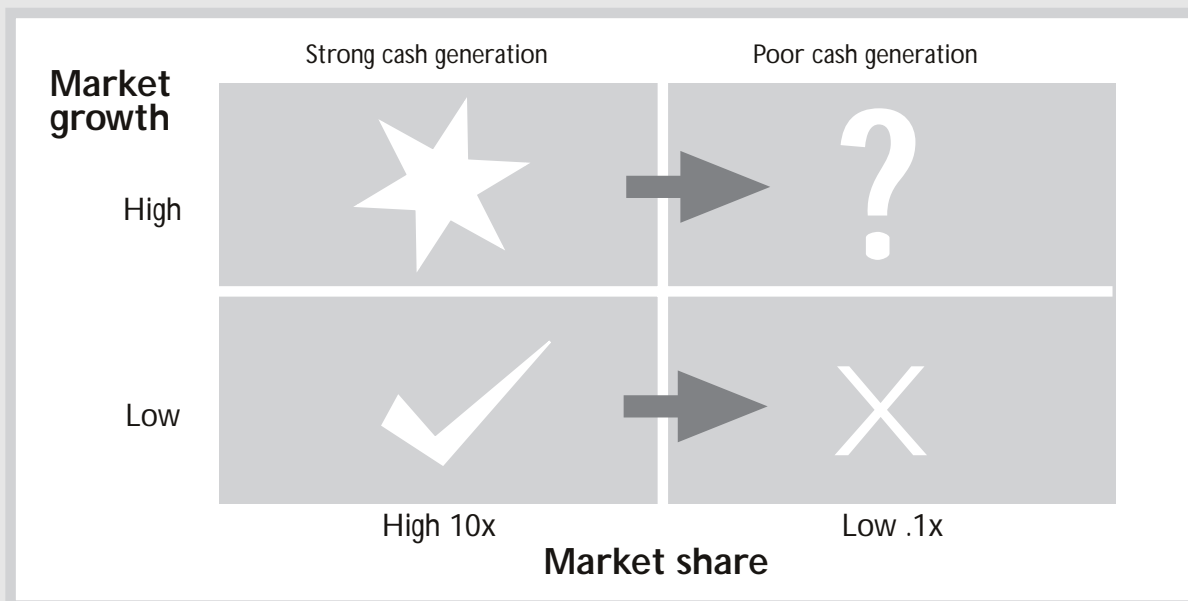 Strong cash generation
Poor cash generation
Market
growth
?
High
Low
X
High 10x
Low .1x
Market share